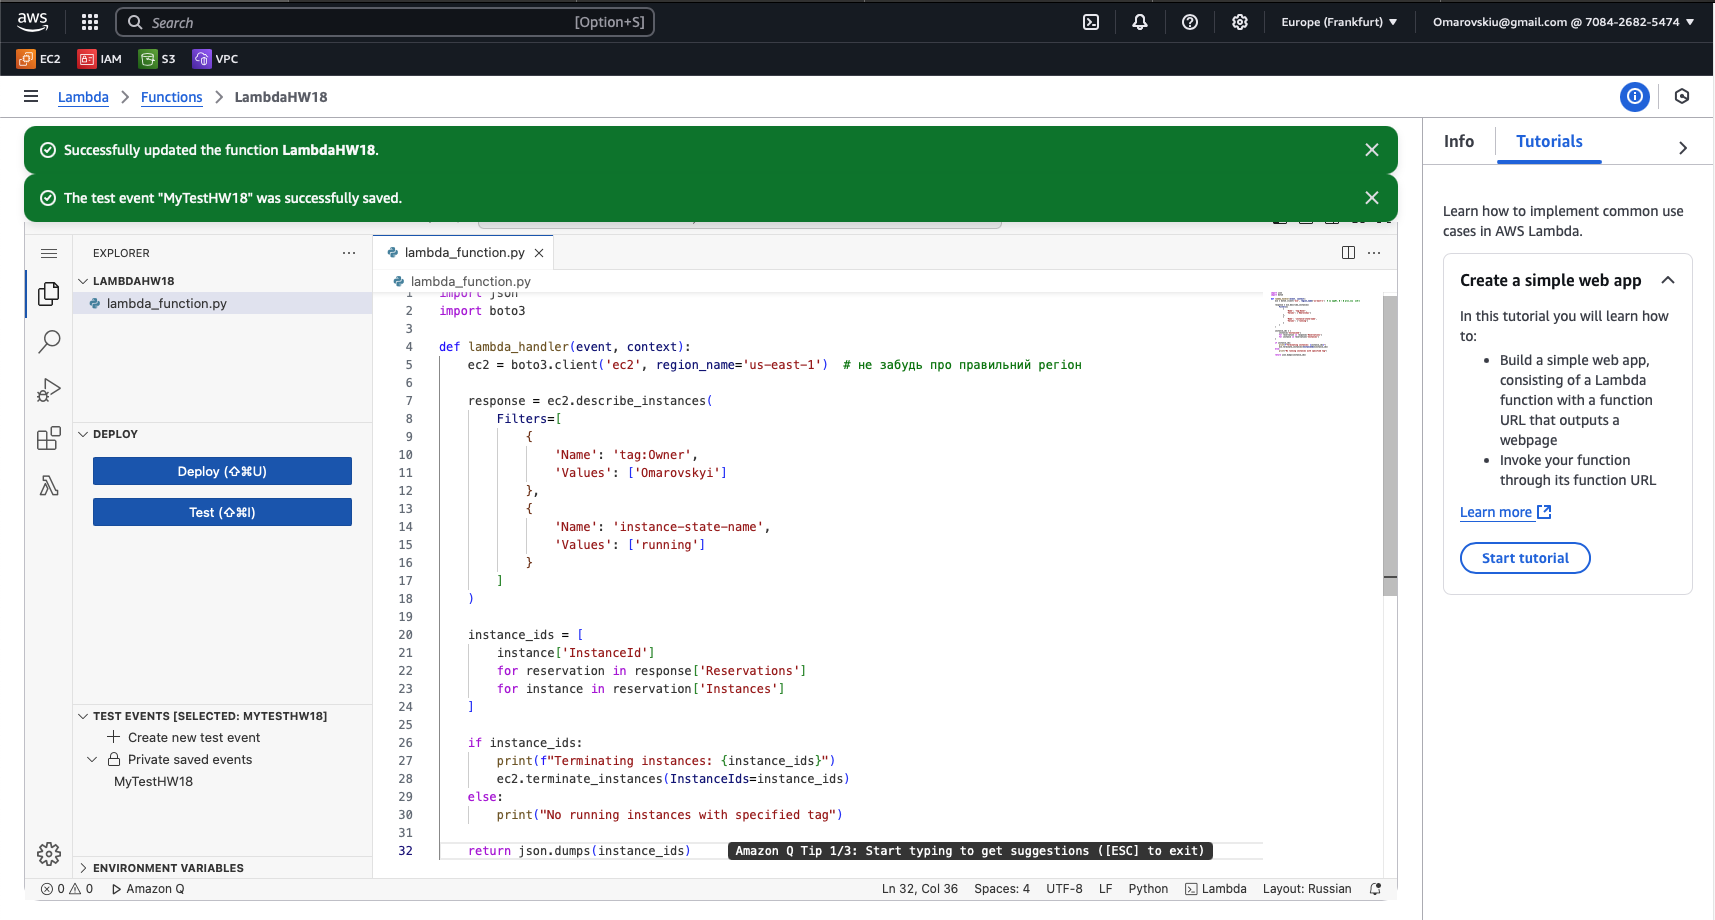 aws
Search
[Option+S]
Europe (Frankfurt)
Omarovskiu@gmail.com @ 7084-2682-5474
EC2
IAM
S3
VPC
Lambda
Functions
LambdaHW18
Successfully updated the function LambdaHW18.
The test event "MyTestHW18" was successfully saved.
Info
Tutorials
Learn how to implement common use
cases in AWS Lambda.
Create a simple web app
In this tutorial you will learn how
to:
• Build a simple web app,
consisting of a Lambda
function with a function
URL that outputs a
webpage
• Invoke your function
through its function URL
Learn more
Start tutorial
EXPLORER
LAMBDAHW18
lambda_function.py
DEPLOY
Deploy (⇧⌘U)
Test (⇧⌘I)
TEST EVENTS [SELECTED: MYTESTHW18]
Create new test event
Private saved events
MyTestHW18
ENVIRONMENT VARIABLES
lambda_function.py
lambda_function.py
1 import json
2 import boto3
3
4 def lambda_handler(event, context):
5     ec2 = boto3.client('ec2', region_name='us-east-1')  # не забудь про правильний регіон
6
7     response = ec2.describe_instances(
8         Filters=[
9             {
10                 'Name': 'tag:Owner',
11                 'Values': ['Omarovskyi']
12             },
13             {
14                 'Name': 'instance-state-name',
15                 'Values': ['running']
16             }
17         ]
18     )
19
20     instance_ids = [
21         instance['InstanceId']
22         for reservation in response['Reservations']
23         for instance in reservation['Instances']
24     ]
25
26     if instance_ids:
27         print(f"Terminating instances: {instance_ids}")
28         ec2.terminate_instances(InstanceIds=instance_ids)
29     else:
30         print("No running instances with specified tag")
31
32     return json.dumps(instance_ids)
Amazon Q Tip 1/3: Start typing to get suggestions ([ESC] to exit)
0 0
Amazon Q
Ln 32, Col 36
Spaces: 4
UTF-8
LF
Python
Lambda
Layout: Russian